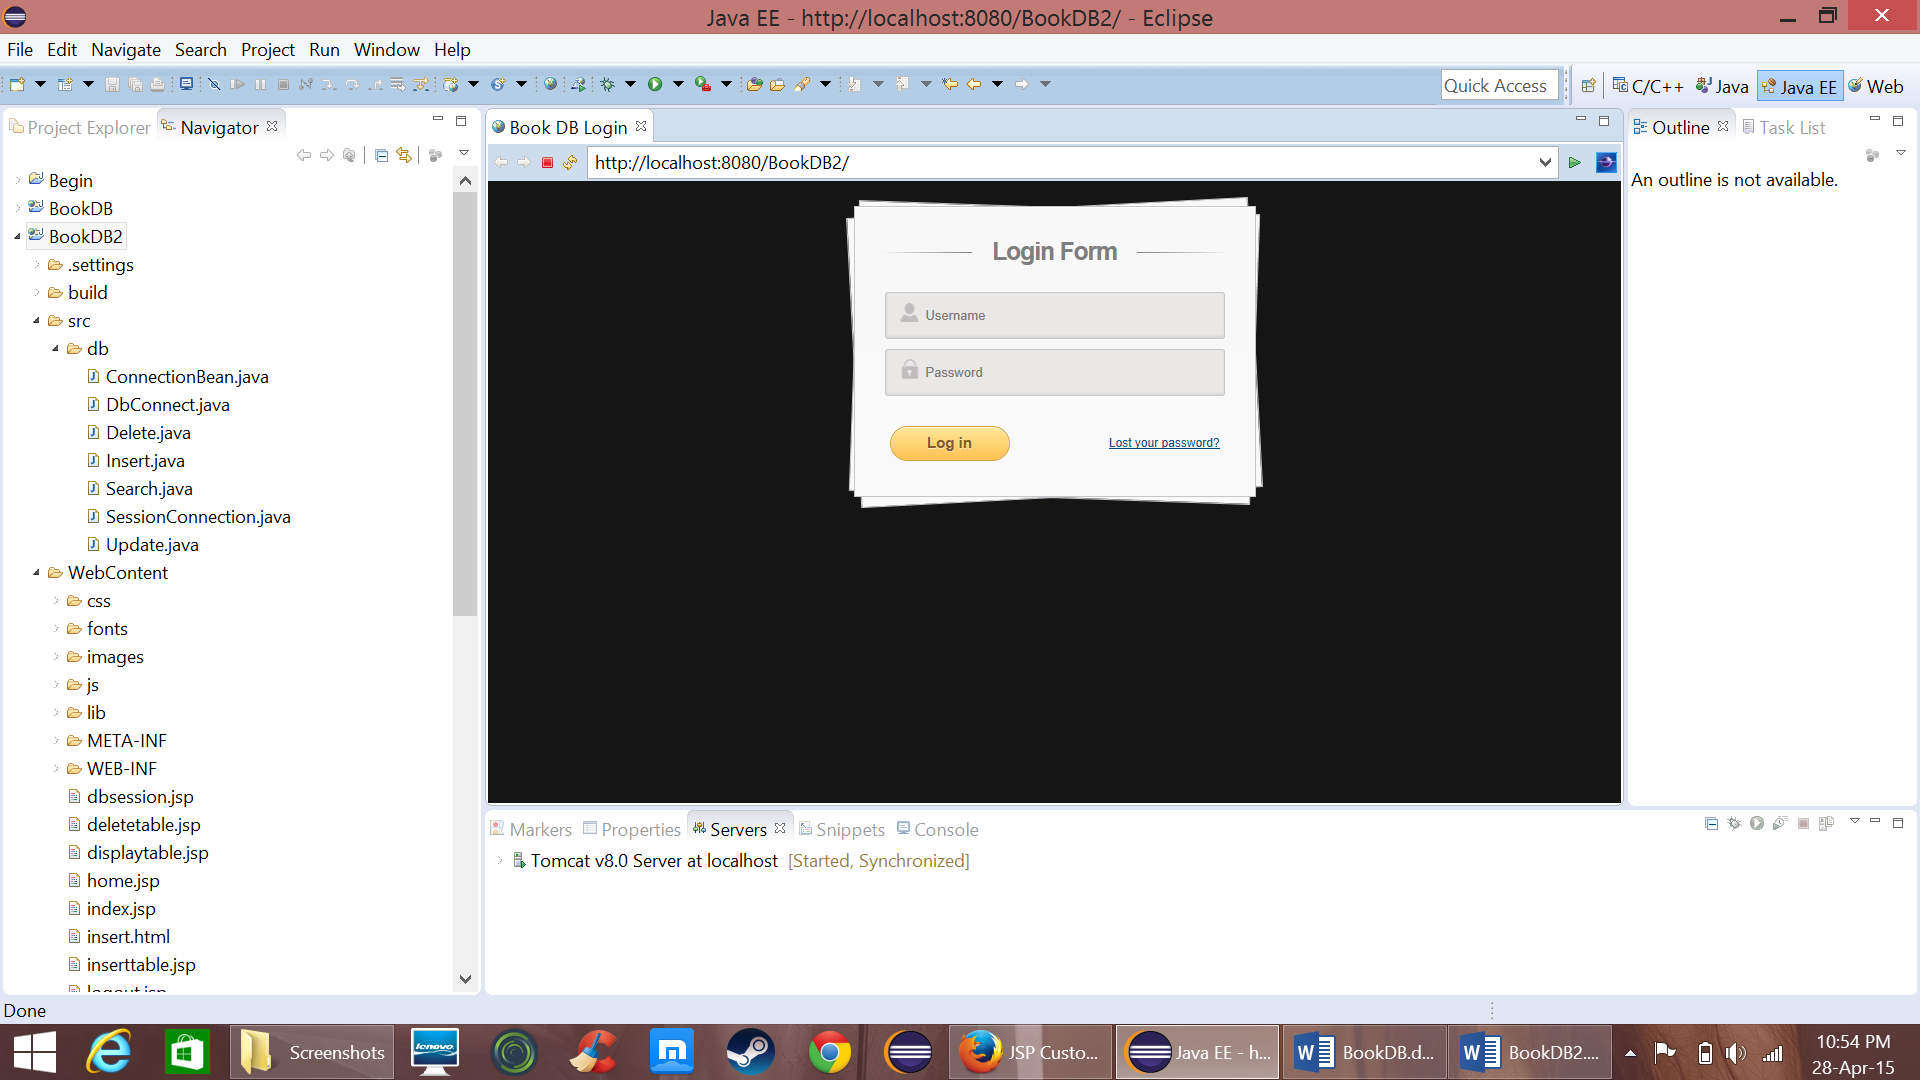 Java EE - http://localhost:8080/BookDB2/ - Eclipse
File Edit Navigate Search Project Run Window Help
Quick Access
C/C++ Java Java EE Web
Project Explorer Navigator
Book DB Login
Outline Task List
http://localhost:8080/BookDB2/
An outline is not available.
Begin
BookDB
BookDB2
.settings
build
src
db
ConnectionBean.java
DbConnect.java
Delete.java
Insert.java
Search.java
SessionConnection.java
Update.java
WebContent
css
fonts
images
js
lib
META-INF
WEB-INF
dbsession.jsp
deletetable.jsp
displaytable.jsp
home.jsp
index.jsp
insert.html
inserttable.jsp
logout.jsp
Login Form
Username
Password
Log in
Lost your password?
Markers Properties Servers Snippets Console
Tomcat v8.0 Server at localhost [Started, Synchronized]
Done
Screenshots
lenovo
JSP Custo...
Java EE - h...
BookDB.d...
BookDB2....
10:54 PM
28-Apr-15